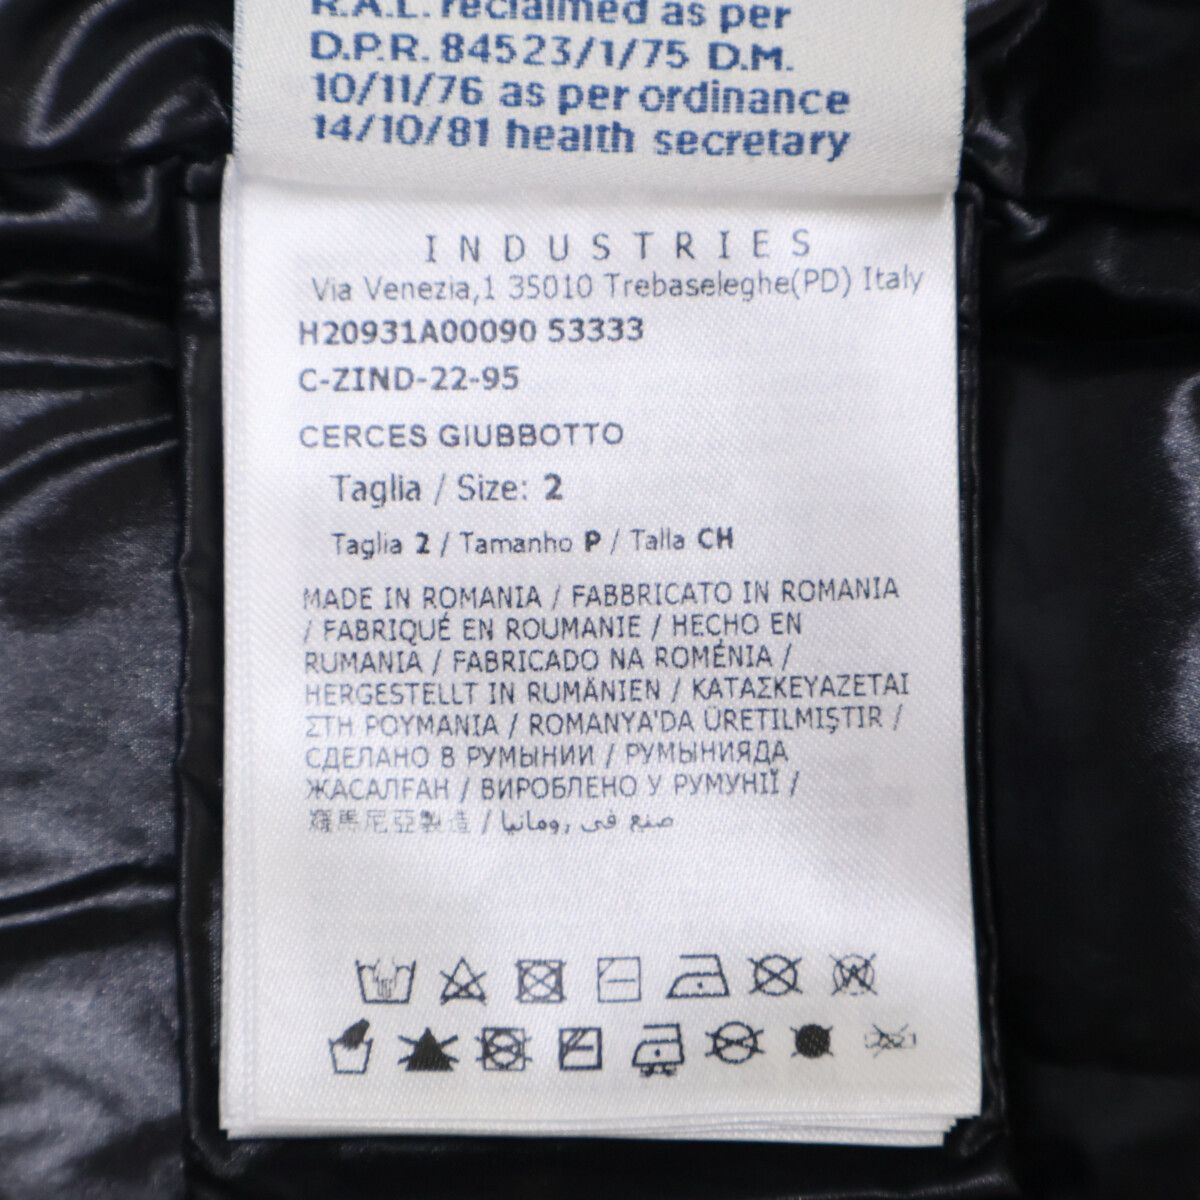 R.A.L. reclaimed as per
D.P.R. 84523/1/75 D.M.
10/11/76 as per ordinance
14/10/81 health secretary
INDUSTRIES
Via Venezia,1 35010 Trebaseleghe(PD) Italy
H20931A00090 53333
C-ZIND-22-95
CERCES GIUBBOTTO
Taglia / Size: 2
Taglia 2 / Tamanho P / Talla CH
MADE IN ROMANIA / FABBRICATO IN ROMANIA
/ FABRIQUÉ EN ROUMANIE / HECHO EN
RUMANIA / FABRICADO NA ROMÉNIA /
HERGESTELLT IN RUMÄNIEN / ΚΑΤΑΣΚΕΥΑΖΕΤΑΙ
ΣΤΗ ΡΟΥΜΑΝΙΑ / ROMANYA'DA ÜRETILMIŞTIR /
СДЕЛАНО В РУМЫНИИ / РУМЫНИЯДА
ЖАСАЛҒАН / ВИРОБЛЕНО У РУМУНІЇ /
羅馬尼亞製造 / صنع في رومانيا